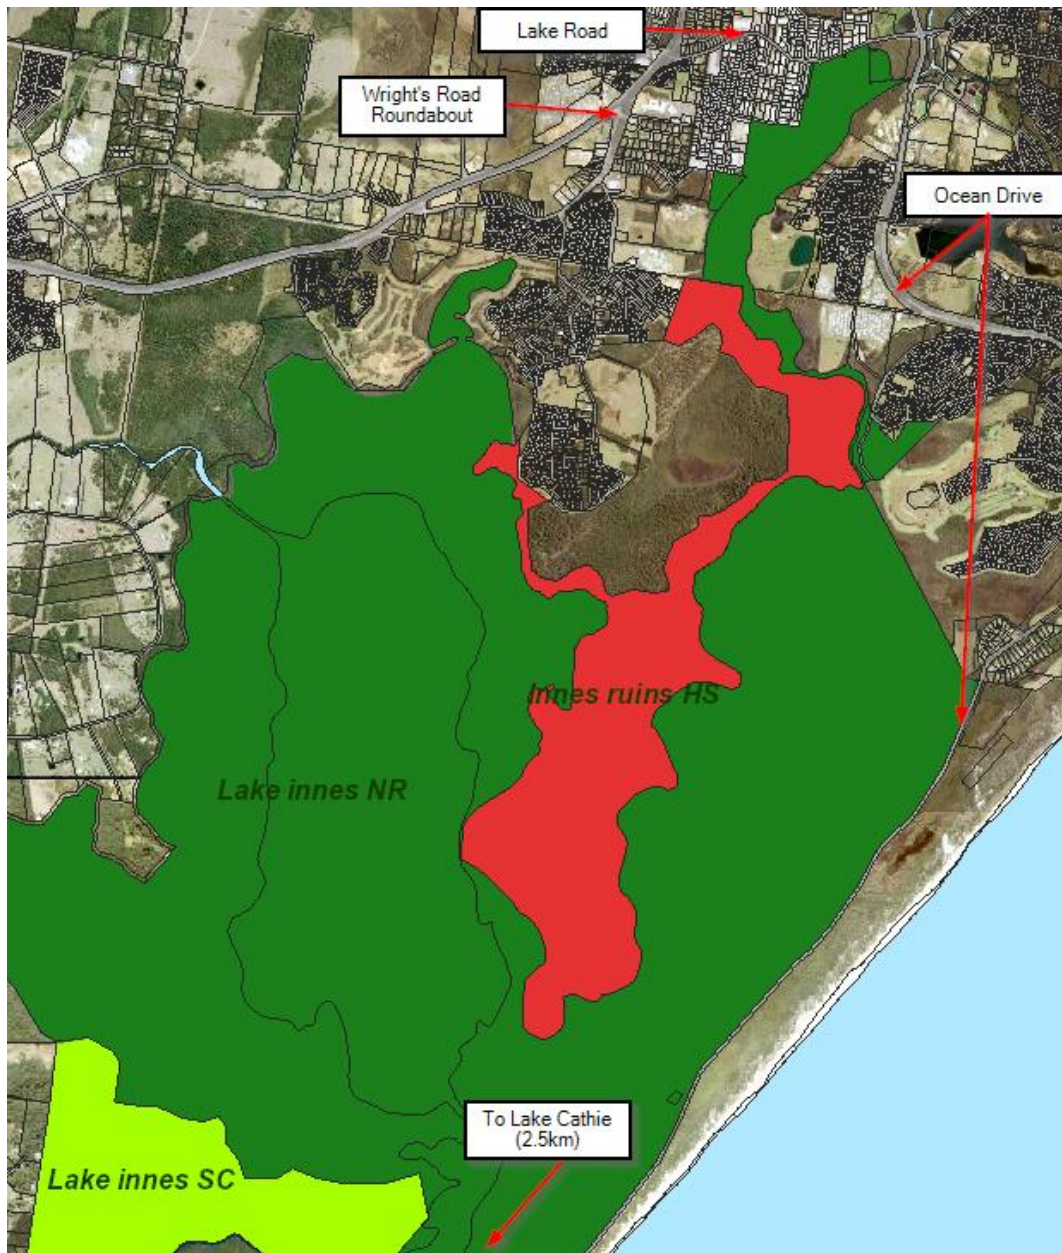 Lake Road
Wright's Road
Roundabout
Ocean Drive
Innes ruins HS
Lake innes NR
To Lake Cathie
(2.5km)
Lake innes SC